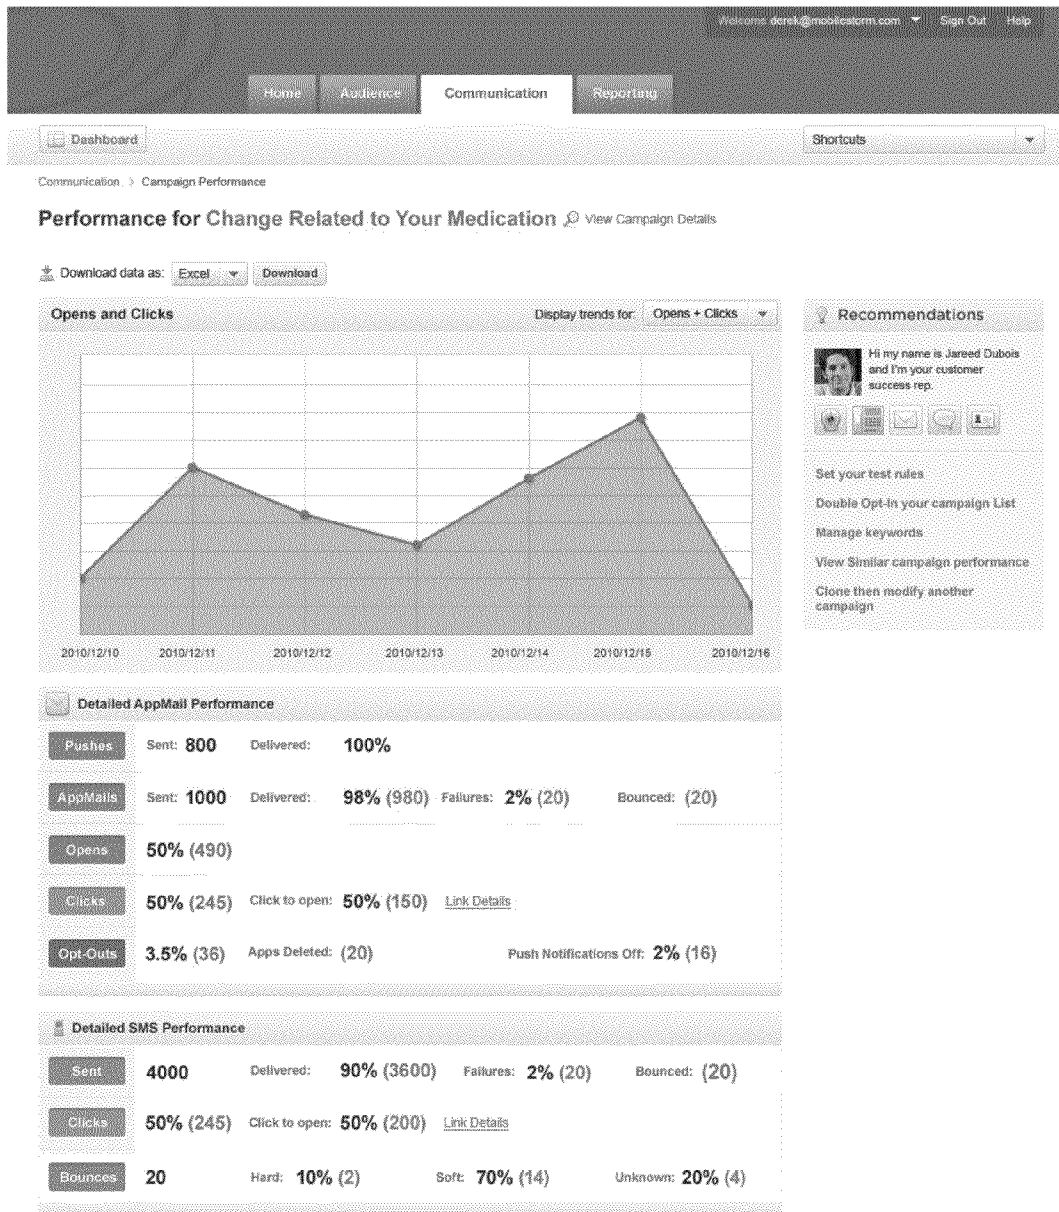 Welcome derek@mobilestorm.com Sign Out Help
Home Audience Communication Reporting
Dashboard Shortcuts
Communication > Campaign Performance
Performance for Change Related to Your Medication View Campaign Details
Download data as: Excel Download
Opens and Clicks Display trends for: Opens + Clicks
2010/12/10 2010/12/11 2010/12/12 2010/12/13 2010/12/14 2010/12/15 2010/12/16
Recommendations
Hi my name is Jareed Dubois
and I'm your customer
success rep.
Set your test rules
Double Opt-In your campaign List
Manage keywords
View Similar campaign performance
Clone then modify another
campaign
Detailed AppMail Performance
Pushes Sent: 800 Delivered: 100%
AppMails Sent: 1000 Delivered: 98% (980) Failures: 2% (20) Bounced: (20)
Opens 50% (490)
Clicks 50% (245) Click to open: 50% (150) Link Details
Opt-Outs 3.5% (36) Apps Deleted: (20) Push Notifications Off: 2% (16)
Detailed SMS Performance
Sent 4000 Delivered: 90% (3600) Failures: 2% (20) Bounced: (20)
Clicks 50% (245) Click to open: 50% (200) Link Details
Bounces 20 Hard: 10% (2) Soft: 70% (14) Unknown: 20% (4)